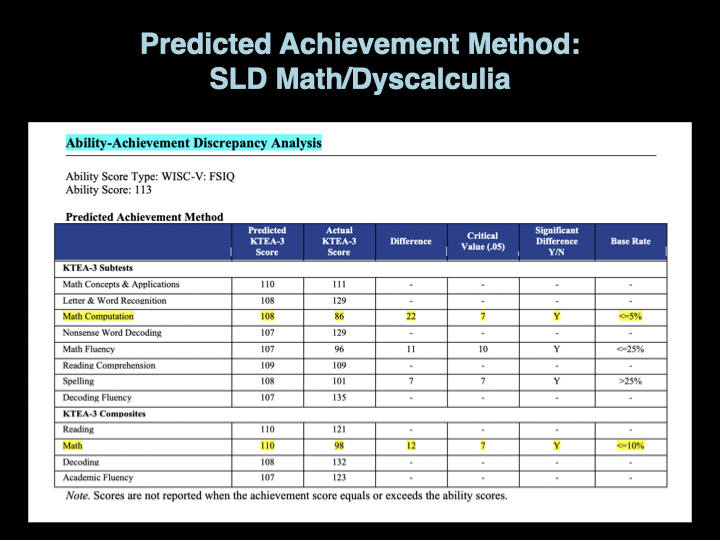 Predicted Achievement Method:
SLD Math/Dyscalculia
Ability-Achievement Discrepancy Analysis
Ability Score Type: WISC-V: FSIQ
Ability Score: 113
Predicted Achievement Method
Predicted KTEA-3 Score Actual KTEA-3 Score Difference Critical Value (.05) Significant Difference Y/N Base Rate
KTEA-3 Subtests
Math Concepts & Applications 110 111 - - - -
Letter & Word Recognition 108 129 - - - -
Math Computation 108 86 22 7 Y <=5%
Nonsense Word Decoding 107 129 - - - -
Math Fluency 107 96 11 10 Y <=25%
Reading Comprehension 109 109 - - - -
Spelling 108 101 7 7 Y >25%
Decoding Fluency 107 135 - - - -
KTEA-3 Composites
Reading 110 121 - - - -
Math 110 98 12 7 Y <=10%
Decoding 108 132 - - - -
Academic Fluency 107 123 - - - -
Note. Scores are not reported when the achievement score equals or exceeds the ability scores.